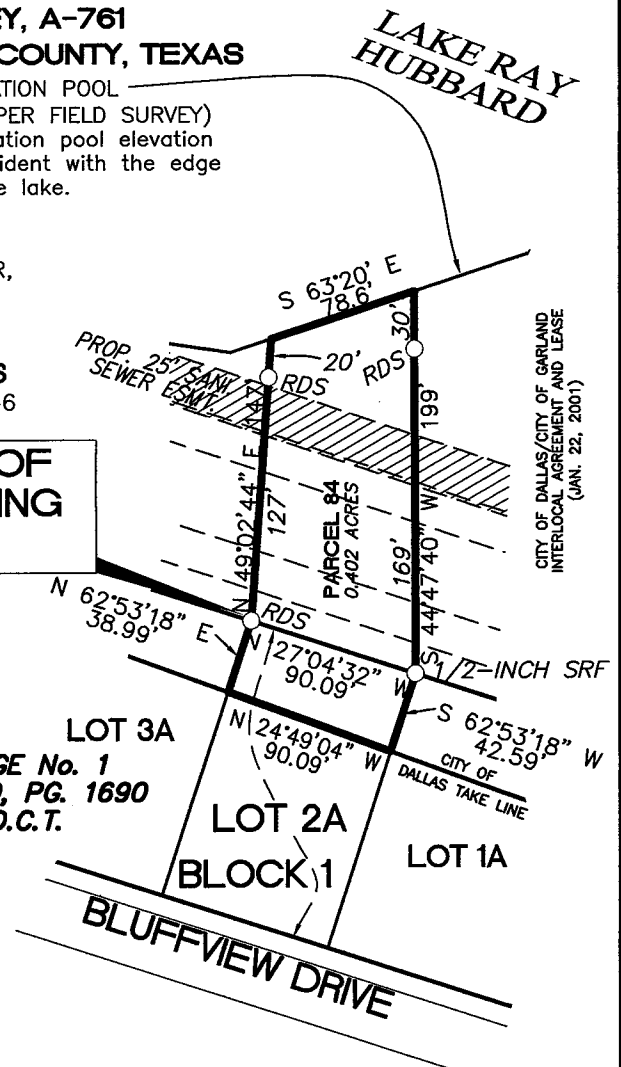 EY, A-761
COUNTY, TEXAS
ATION POOL
PER FIELD SURVEY)
ation pool elevation
ident with the edge
e lake.
LAKE RAY
HUBBARD
R,
S
-6
OF
ING
S 63°20' E
78.6'
30'
20'
RDS
RDS
PROP. 25' SAN.
SEWER ESMT.
N 49°02'44" E 147'
127'
PARCEL 84
0.402 ACRES
169'
S 44°47'40" W 199'
CITY OF DALLAS/CITY OF GARLAND
INTERLOCAL AGREEMENT AND LEASE
(JAN. 22, 2001)
N 62°53'18" E
38.99'
RDS
N 27°04'32" W
90.09'
1/2-INCH SRF
N 24°49'04" W
90.09'
S 62°53'18" W
42.59'
CITY OF
DALLAS TAKE LINE
LOT 3A
GE No. 1
, PG. 1690
D.C.T.
LOT 2A
BLOCK 1
LOT 1A
BLUFFVIEW DRIVE